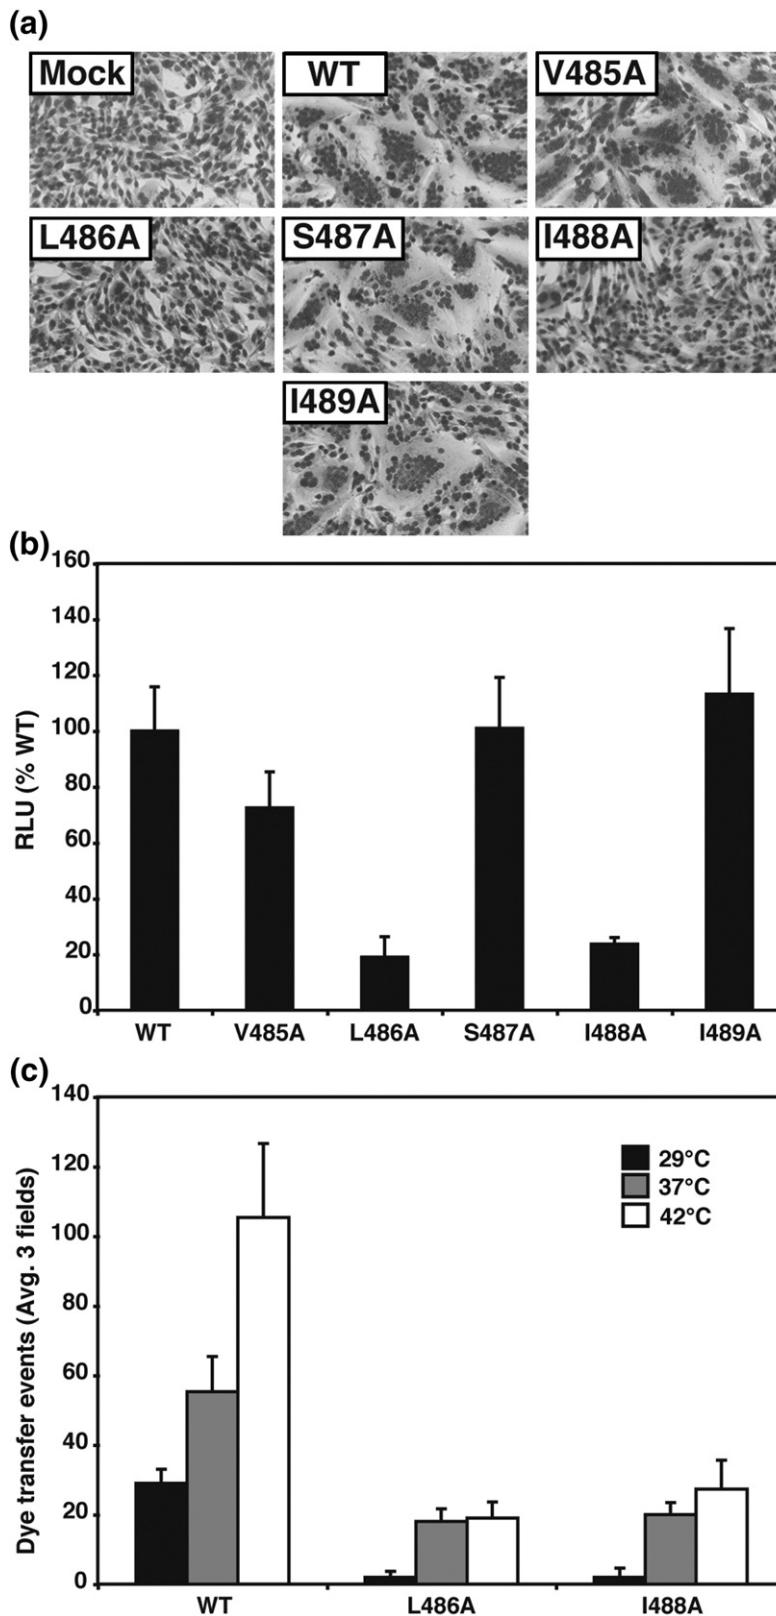 (a)
Mock
WT
V485A
L486A
S487A
I488A
I489A
(b)
160
140
120
100
80
60
40
20
0
RLU (% WT)
WT V485A L486A S487A I488A I489A
(c)
140
120
100
80
60
40
20
0
Dye transfer events (Avg. 3 fields)
29°C
37°C
42°C
WT L486A I488A